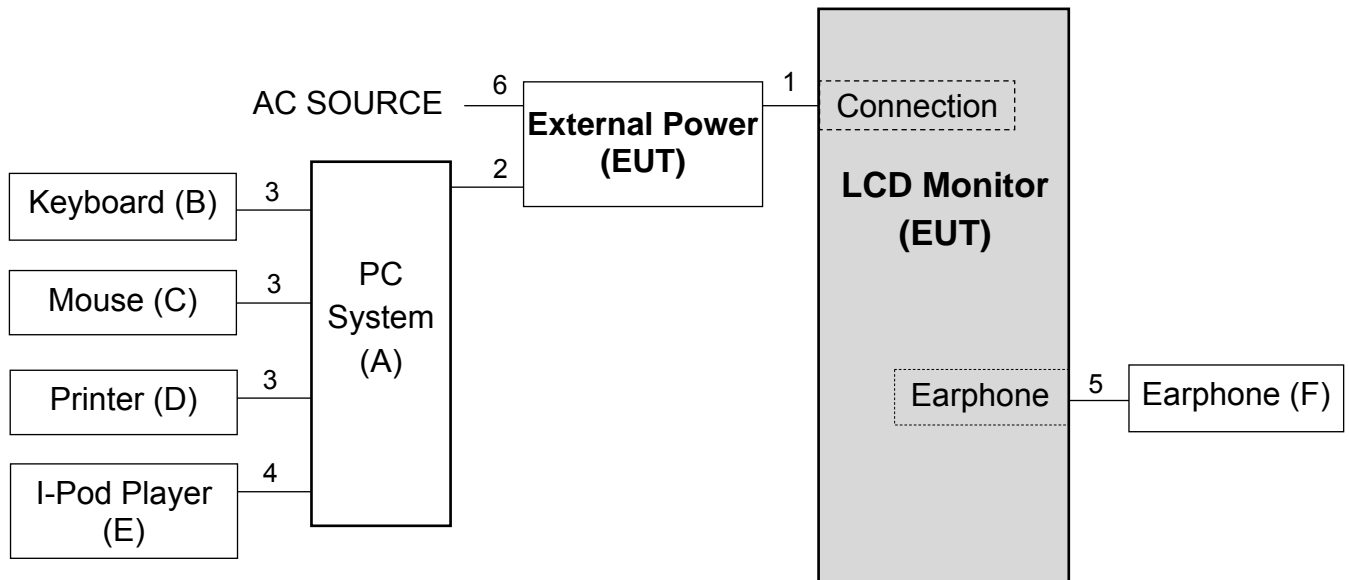 6
AC SOURCE
External Power
(EUT)
1
Connection
2
LCD Monitor
(EUT)
Keyboard (B)
3
Mouse (C)
3
PC
System
(A)
Printer (D)
3
I-Pod Player
(E)
4
Earphone
5
Earphone (F)